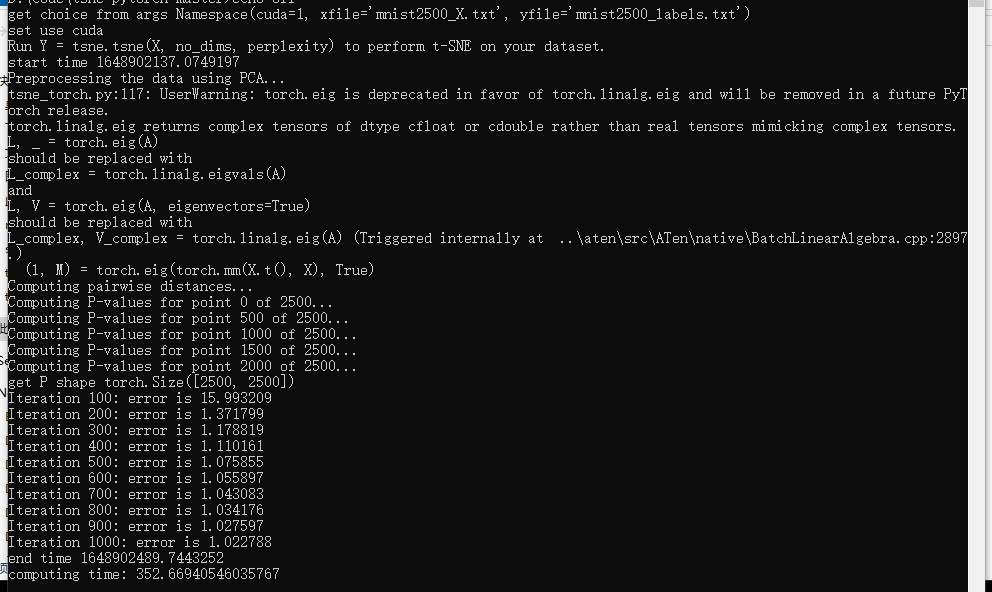 get choice from args Namespace(cuda=1, xfile='mnist2500_X.txt', yfile='mnist2500_labels.txt')
set use cuda
Run Y = tsne.tsne(X, no_dims, perplexity) to perform t-SNE on your dataset.
start time 1648902137.0749197
Preprocessing the data using PCA...
tsne_torch.py:117: UserWarning: torch.eig is deprecated in favor of torch.linalg.eig and will be removed in a future PyT
orch release.
torch.linalg.eig returns complex tensors of dtype cfloat or cdouble rather than real tensors mimicking complex tensors.
L, _ = torch.eig(A)
should be replaced with
L_complex = torch.linalg.eigvals(A)
and
L, V = torch.eig(A, eigenvectors=True)
should be replaced with
L_complex, V_complex = torch.linalg.eig(A) (Triggered internally at  ..\aten\src\ATen\native\BatchLinearAlgebra.cpp:2897
.)
  (l, M) = torch.eig(torch.mm(X.t(), X), True)
Computing pairwise distances...
Computing P-values for point 0 of 2500...
Computing P-values for point 500 of 2500...
Computing P-values for point 1000 of 2500...
Computing P-values for point 1500 of 2500...
Computing P-values for point 2000 of 2500...
get P shape torch.Size([2500, 2500])
Iteration 100: error is 15.993209
Iteration 200: error is 1.371799
Iteration 300: error is 1.178819
Iteration 400: error is 1.110161
Iteration 500: error is 1.075855
Iteration 600: error is 1.055897
Iteration 700: error is 1.043083
Iteration 800: error is 1.034176
Iteration 900: error is 1.027597
Iteration 1000: error is 1.022788
end time 1648902489.7443252
computing time: 352.66940546035767